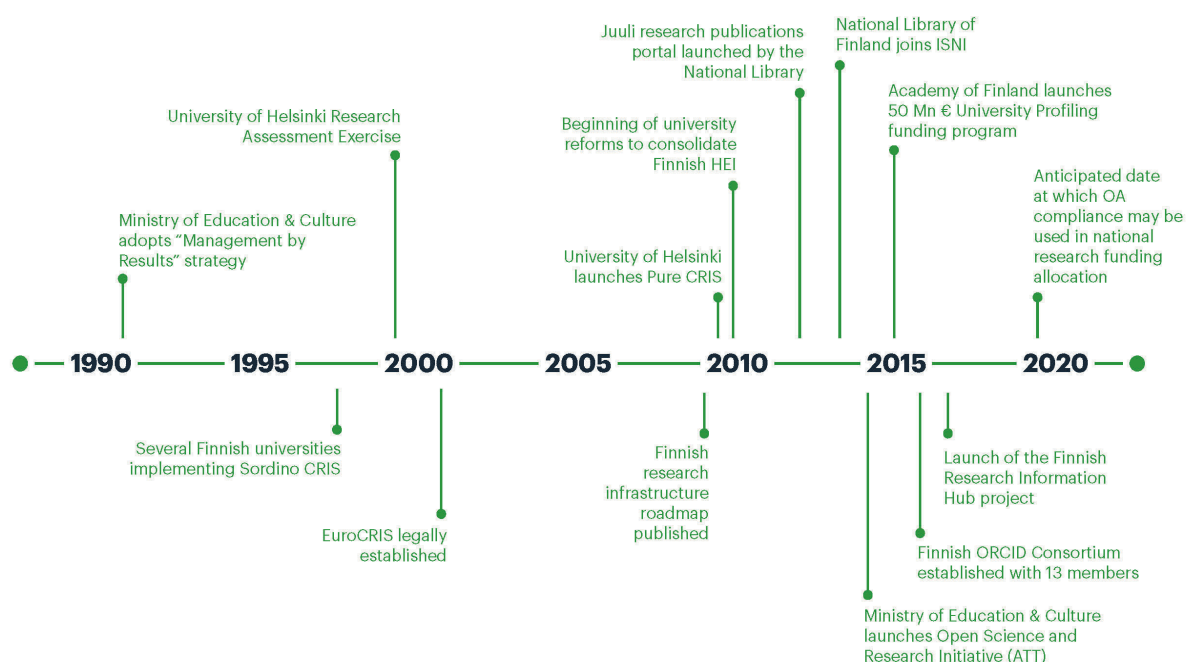 Juuli research publications
portal launched by the
National Library
National Library of
Finland joins ISNI
University of Helsinki Research
Assessment Exercise
Beginning of university
reforms to consolidate
Finnish HEI
Academy of Finland launches
50 Mn € University Profiling
funding program
Ministry of Education & Culture
adopts “Management by
Results” strategy
University of Helsinki
launches Pure CRIS
Anticipated date
at which OA
compliance may be
used in national
research funding
allocation
1990 1995 2000 2005 2010 2015 2020
Several Finnish universities
implementing Sordino CRIS
EuroCRIS legally
established
Finnish
research
infrastructure
roadmap
published
Launch of the Finnish
Research Information
Hub project
Finnish ORCID Consortium
established with 13 members
Ministry of Education & Culture
launches Open Science and
Research Initiative (ATT)